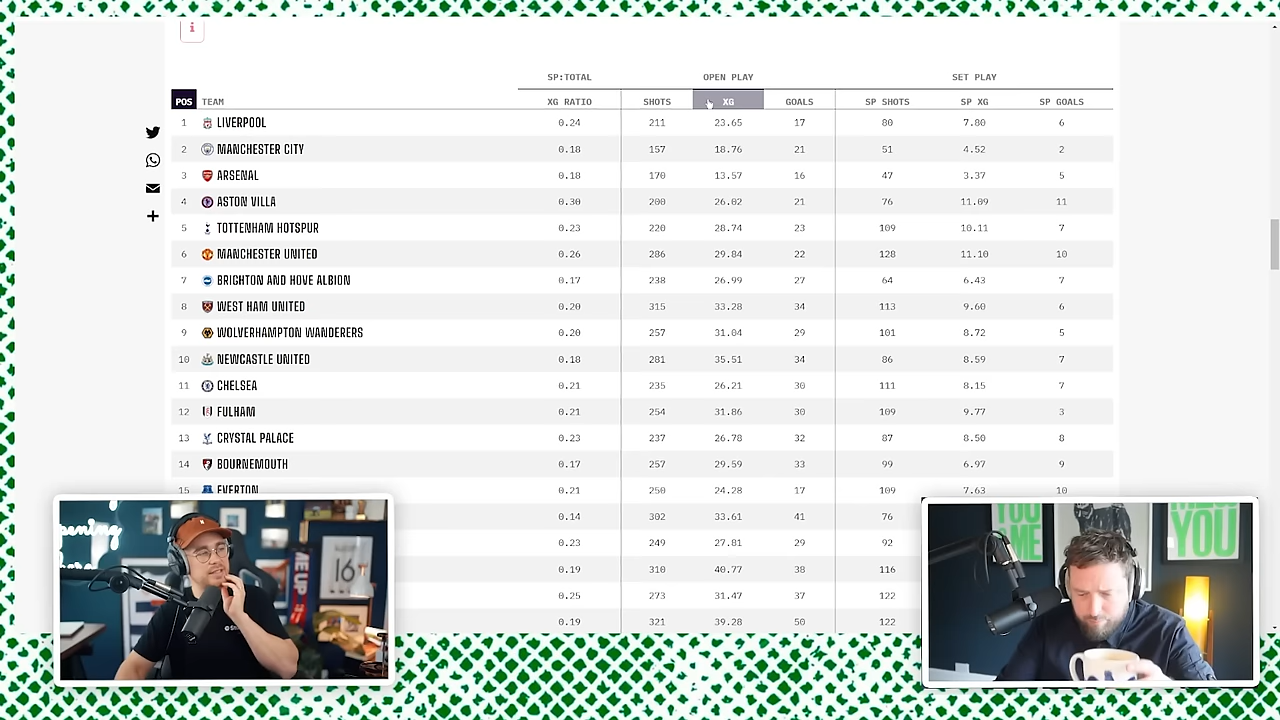 i
SP:TOTAL OPEN PLAY SET PLAY
POS TEAM XG RATIO SHOTS XG GOALS SP SHOTS SP XG SP GOALS
1 LIVERPOOL 0.24 211 23.65 17 80 7.80 6
2 MANCHESTER CITY 0.18 157 18.76 21 51 4.52 2
3 ARSENAL 0.18 170 13.57 16 47 3.37 5
4 ASTON VILLA 0.30 200 26.02 21 76 11.09 11
5 TOTTENHAM HOTSPUR 0.23 220 28.74 23 109 10.11 7
6 MANCHESTER UNITED 0.26 286 29.84 22 128 11.10 10
7 BRIGHTON AND HOVE ALBION 0.17 238 26.99 27 64 6.43 7
8 WEST HAM UNITED 0.20 315 33.28 34 113 9.60 6
9 WOLVERHAMPTON WANDERERS 0.20 257 31.04 29 101 8.72 5
10 NEWCASTLE UNITED 0.18 281 35.51 34 86 8.59 7
11 CHELSEA 0.21 235 26.21 30 111 8.15 7
12 FULHAM 0.21 254 31.86 30 109 9.77 3
13 CRYSTAL PALACE 0.23 237 26.78 32 87 8.50 8
14 BOURNEMOUTH 0.17 257 29.59 33 99 6.97 9
15 EVERTON 0.21 250 24.28 17 109 7.63 10
0.14 302 33.61 41 76
0.23 249 27.81 29 92
0.19 310 40.77 38 116
0.25 273 31.47 37 122
0.19 321 39.28 50 122
16
YOU
ME
YOU